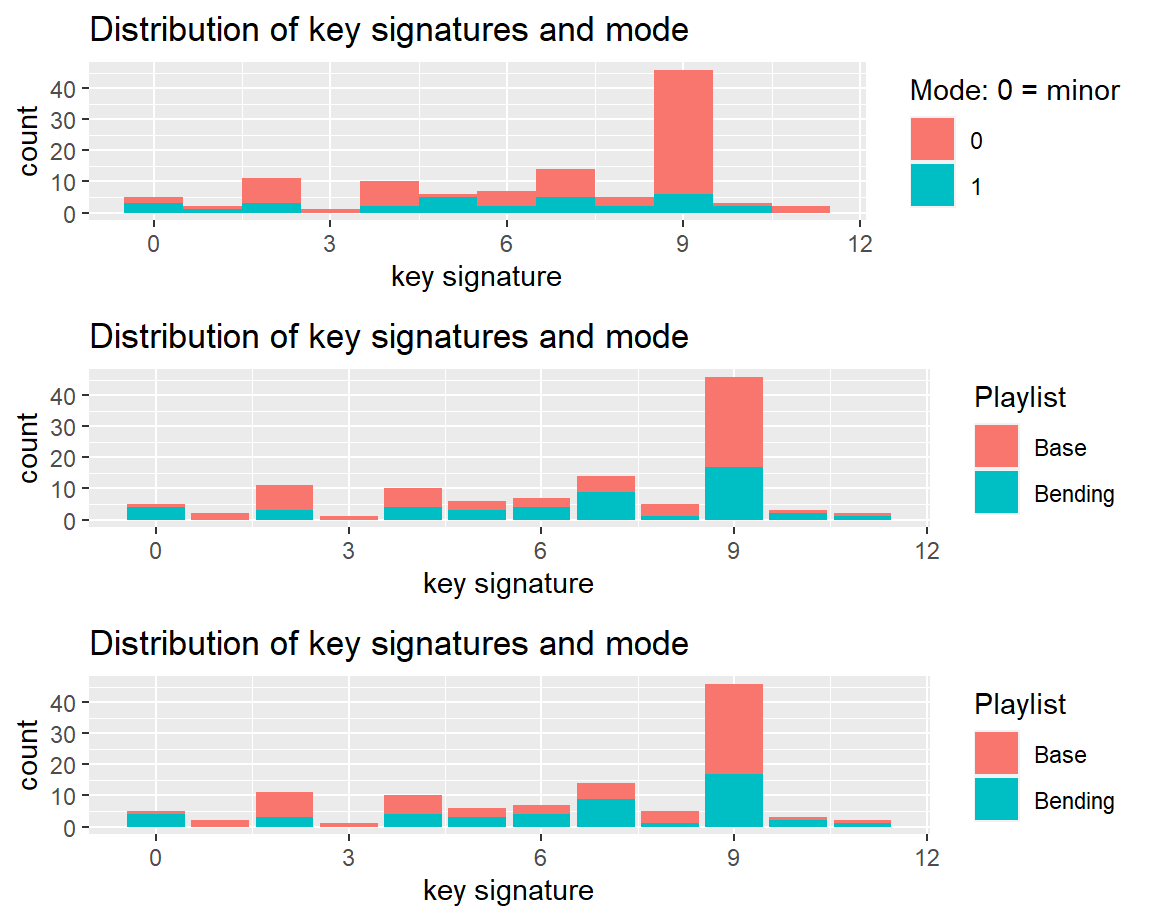 Distribution of key signatures and mode
count
40
30
20
10
0
0 3 6 9 12
key signature
Mode: 0 = minor
0
1
Distribution of key signatures and mode
count
40
30
20
10
0
0 3 6 9 12
key signature
Playlist
Base
Bending
Distribution of key signatures and mode
count
40
30
20
10
0
0 3 6 9 12
key signature
Playlist
Base
Bending